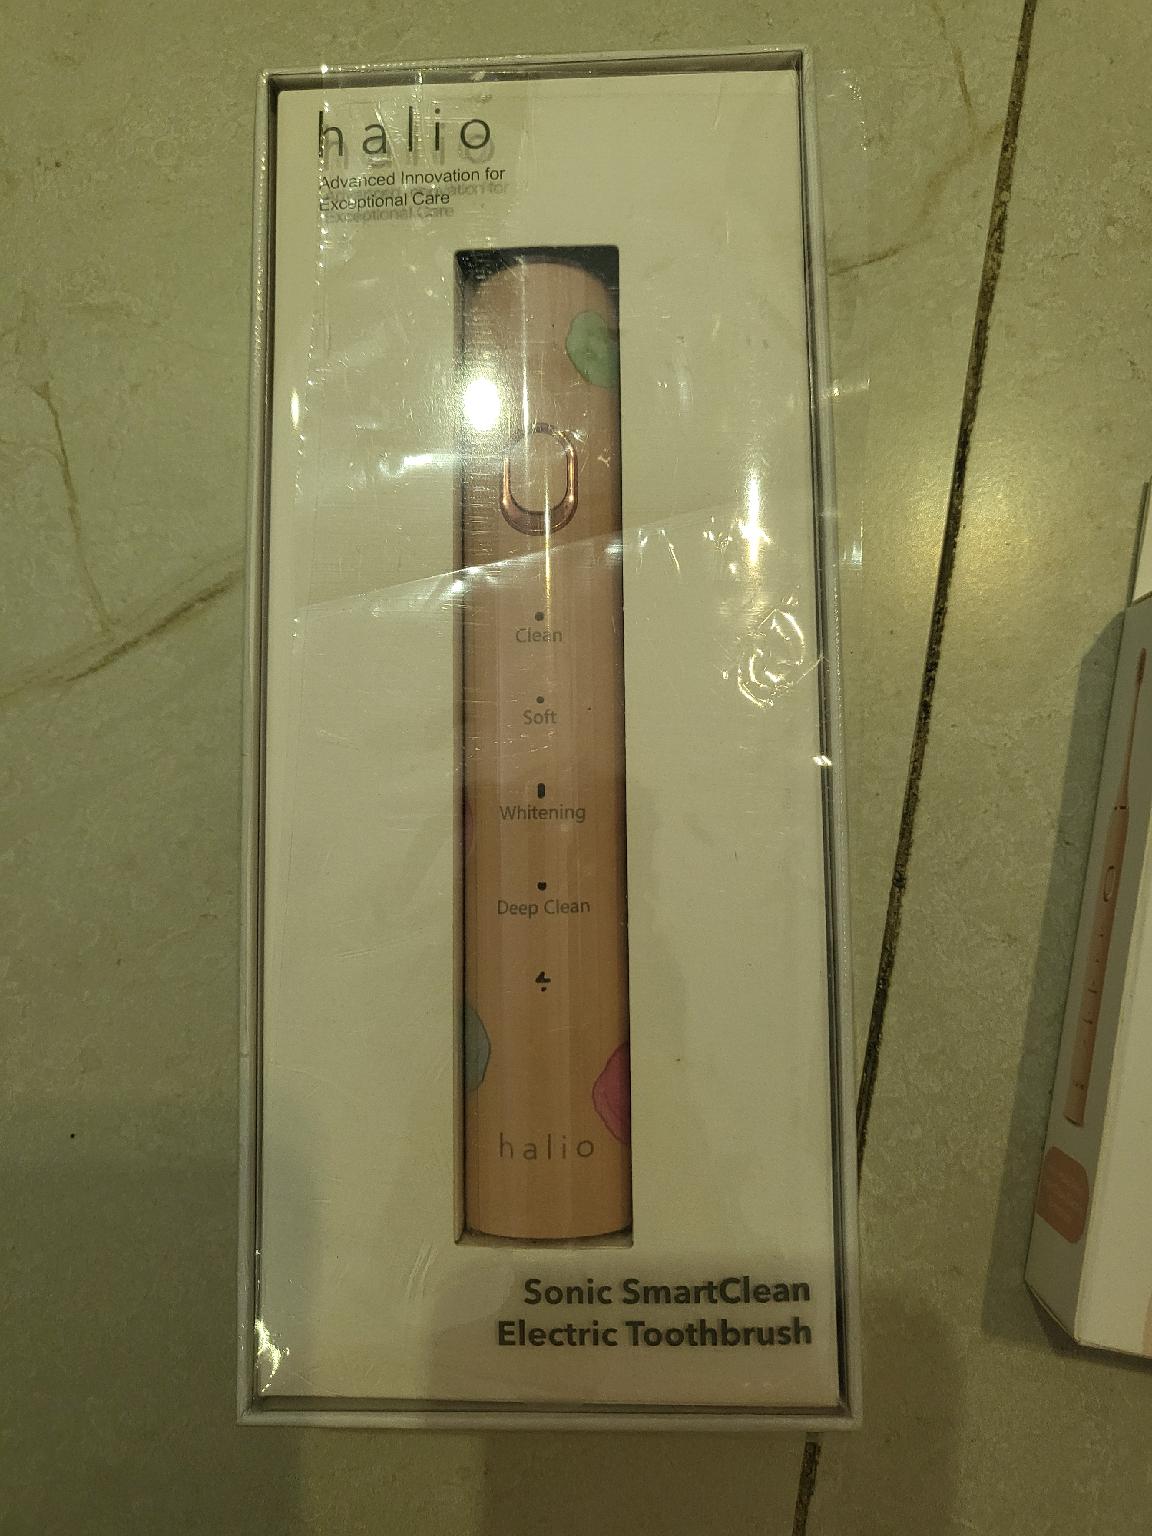 halio
Advanced Innovation for
Exceptional Care
Clean
Soft
Whitening
Deep Clean
halio
Sonic SmartClean
Electric Toothbrush